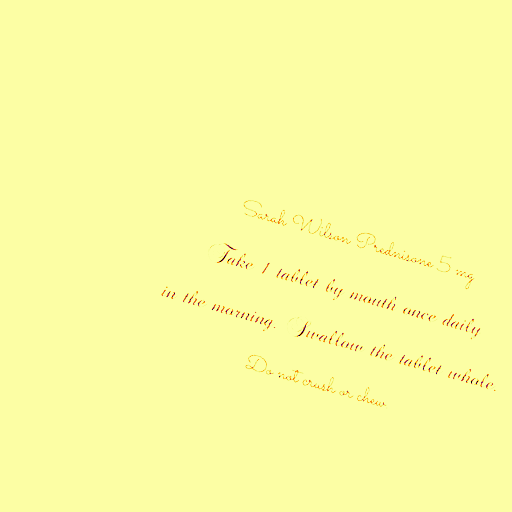 Sarah Wilson Prednisone 5 mg
Take 1 tablet by mouth once daily
in the morning. Swallow the tablet whole.
Do not crush or chew